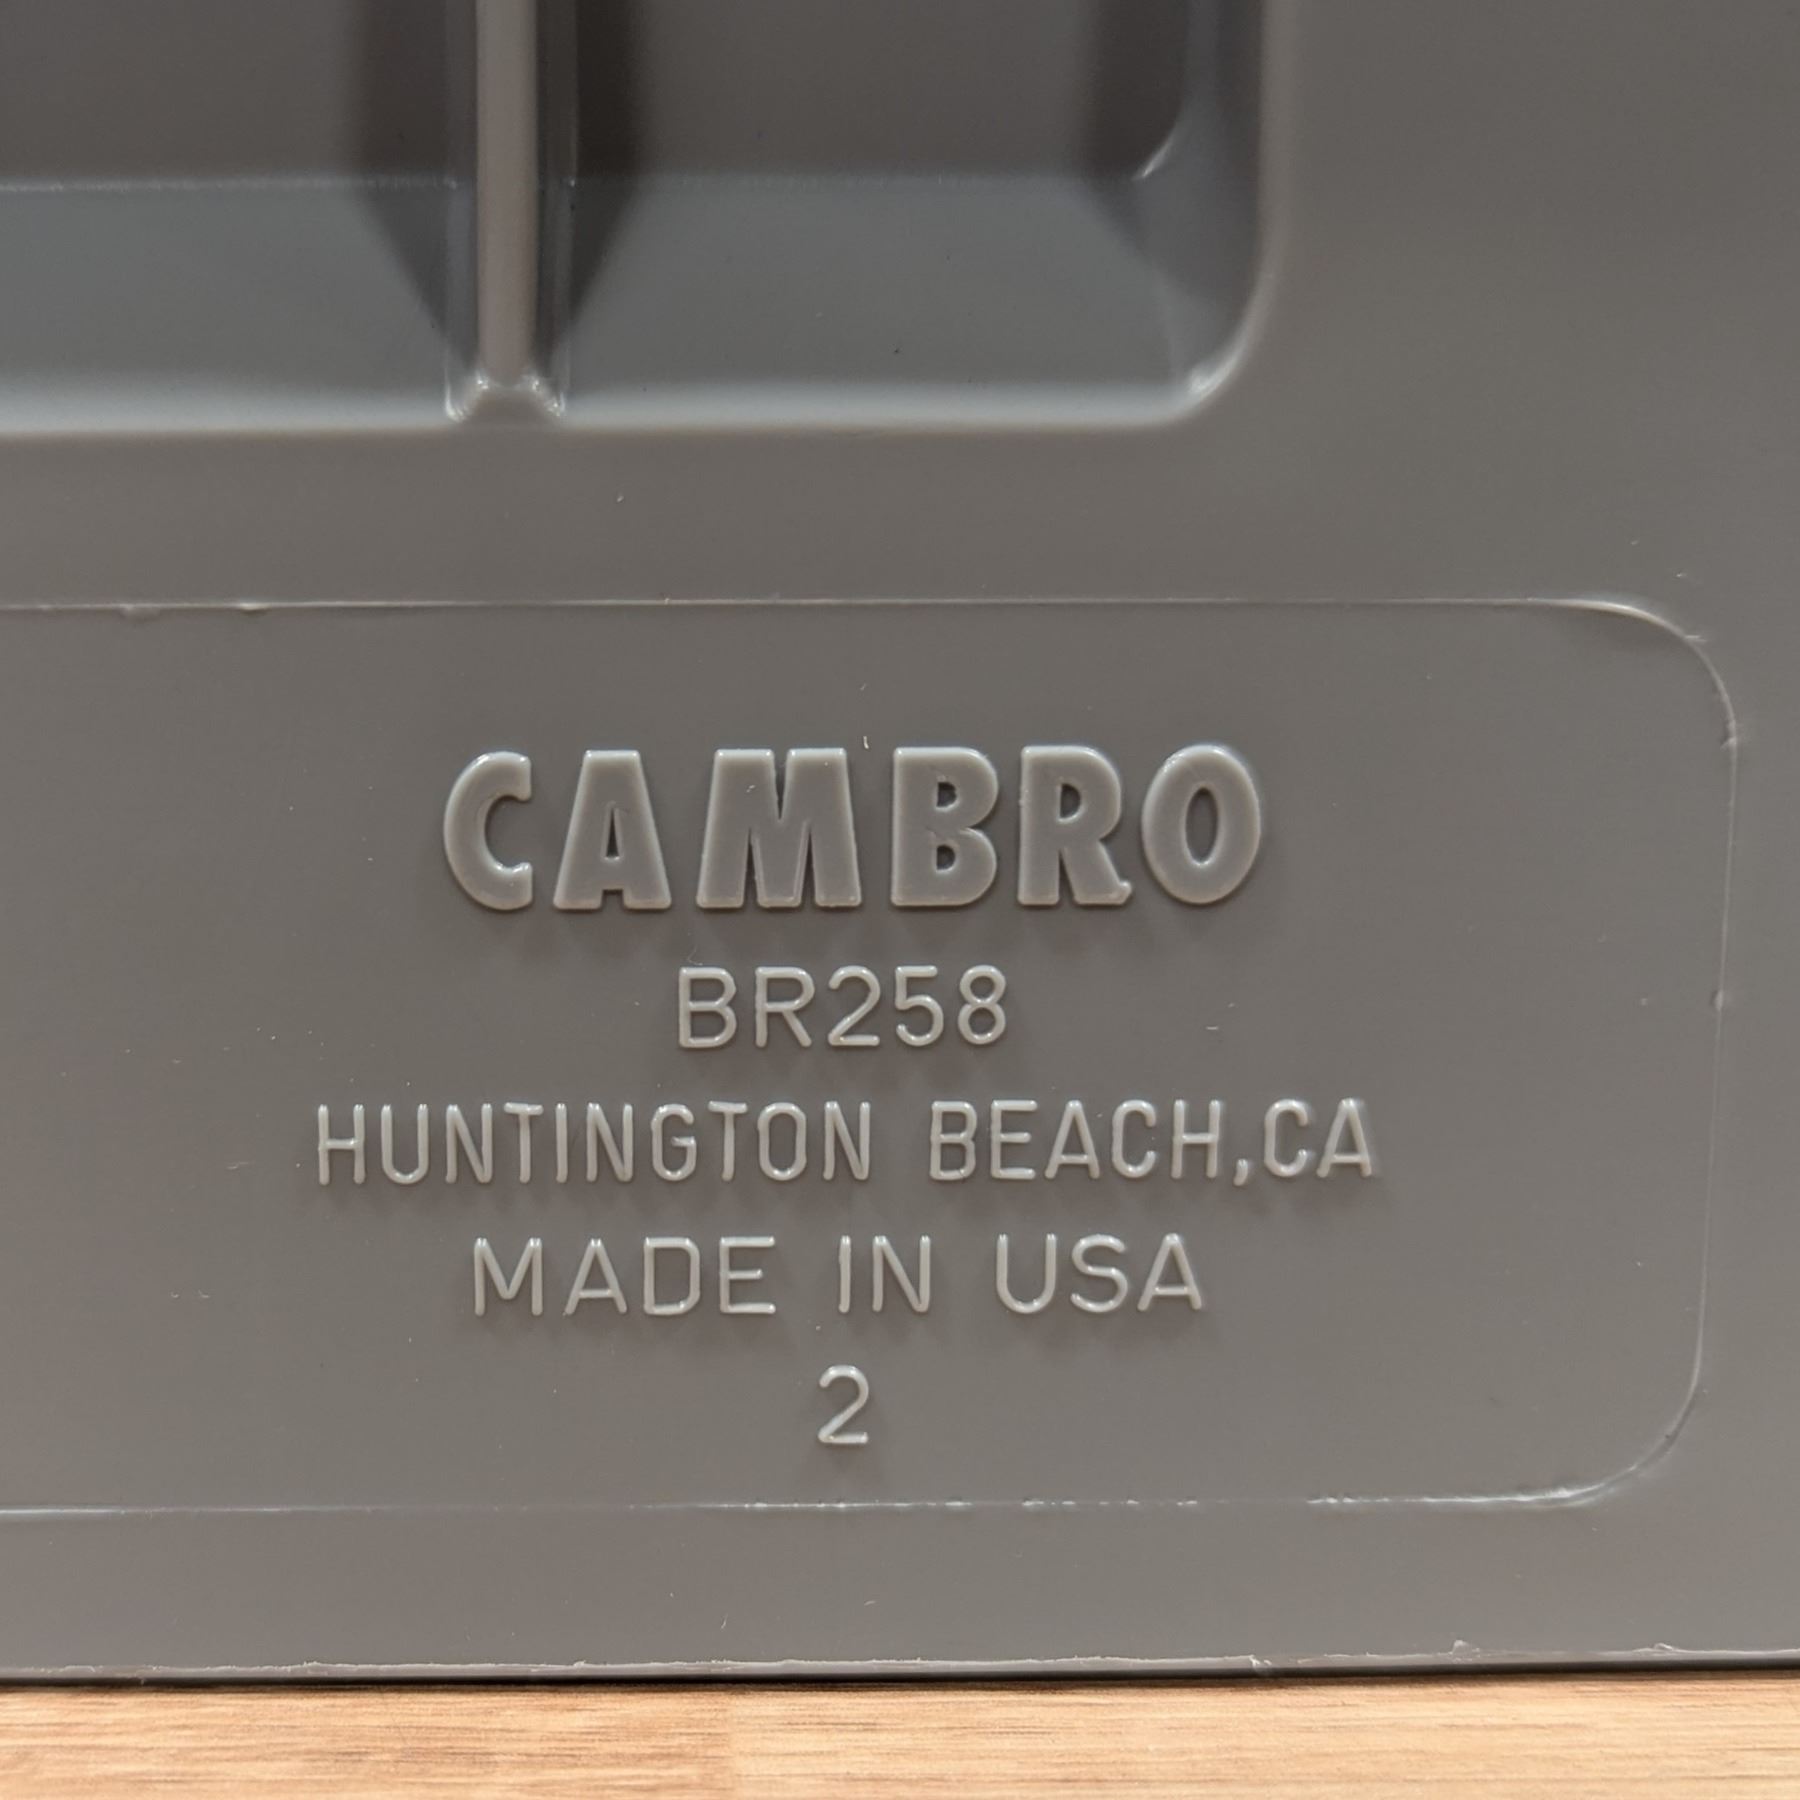 CAMBRO
BR258
HUNTINGTON BEACH,CA
MADE IN USA
2